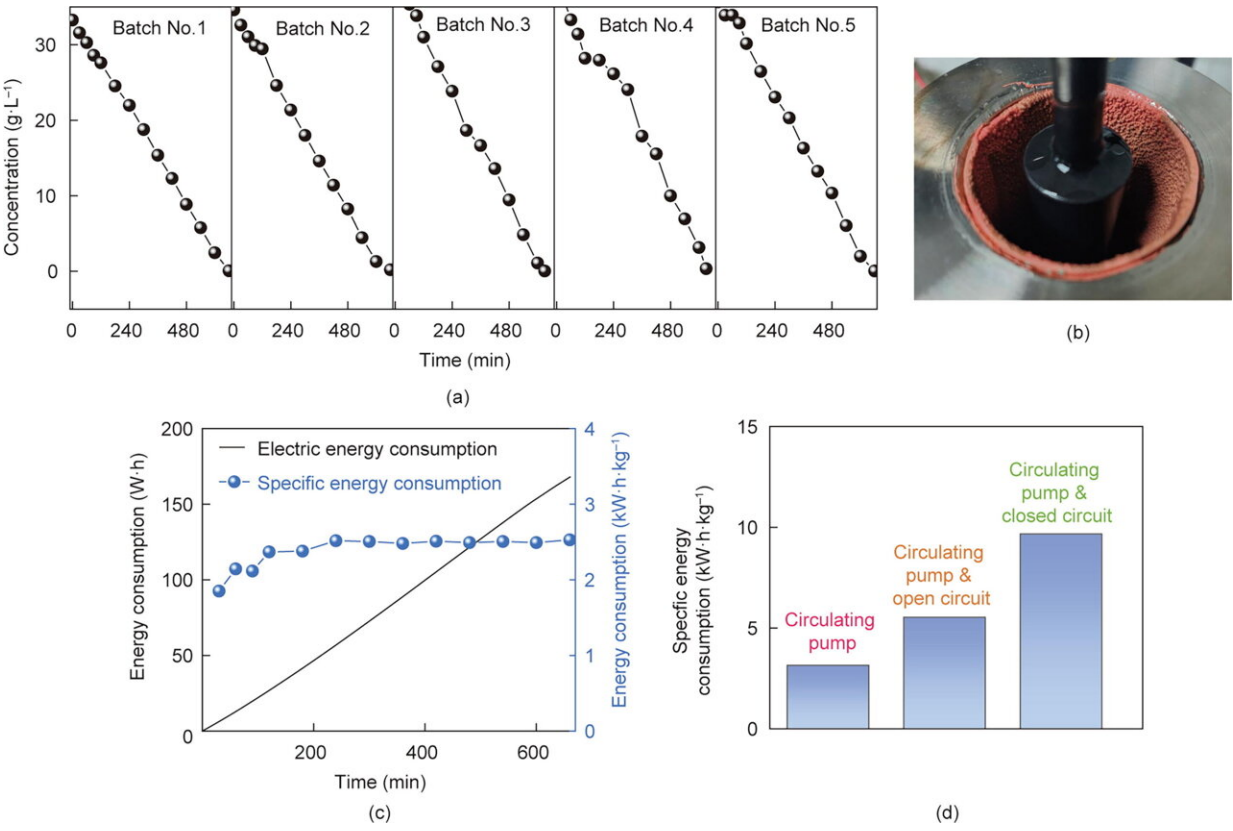 Batch No.1
Batch No.2
Batch No.3
Batch No.4
Batch No.5
Concentration (g·L⁻¹)
30
20
10
0
0 240 480
0 240 480
0 240 480
0 240 480
0 240 480
Time (min)
(a)
(b)
Electric energy consumption
Specific energy consumption
Energy consumption (W·h)
200
150
100
50
0
200 400 600
Time (min)
4
3
2
1
0
Energy consumption (kW·h·kg⁻¹)
(c)
Specfic energy
consumption (kW·h·kg⁻¹)
15
10
5
0
Circulating
pump
Circulating
pump &
open circuit
Circulating
pump &
closed circuit
(d)